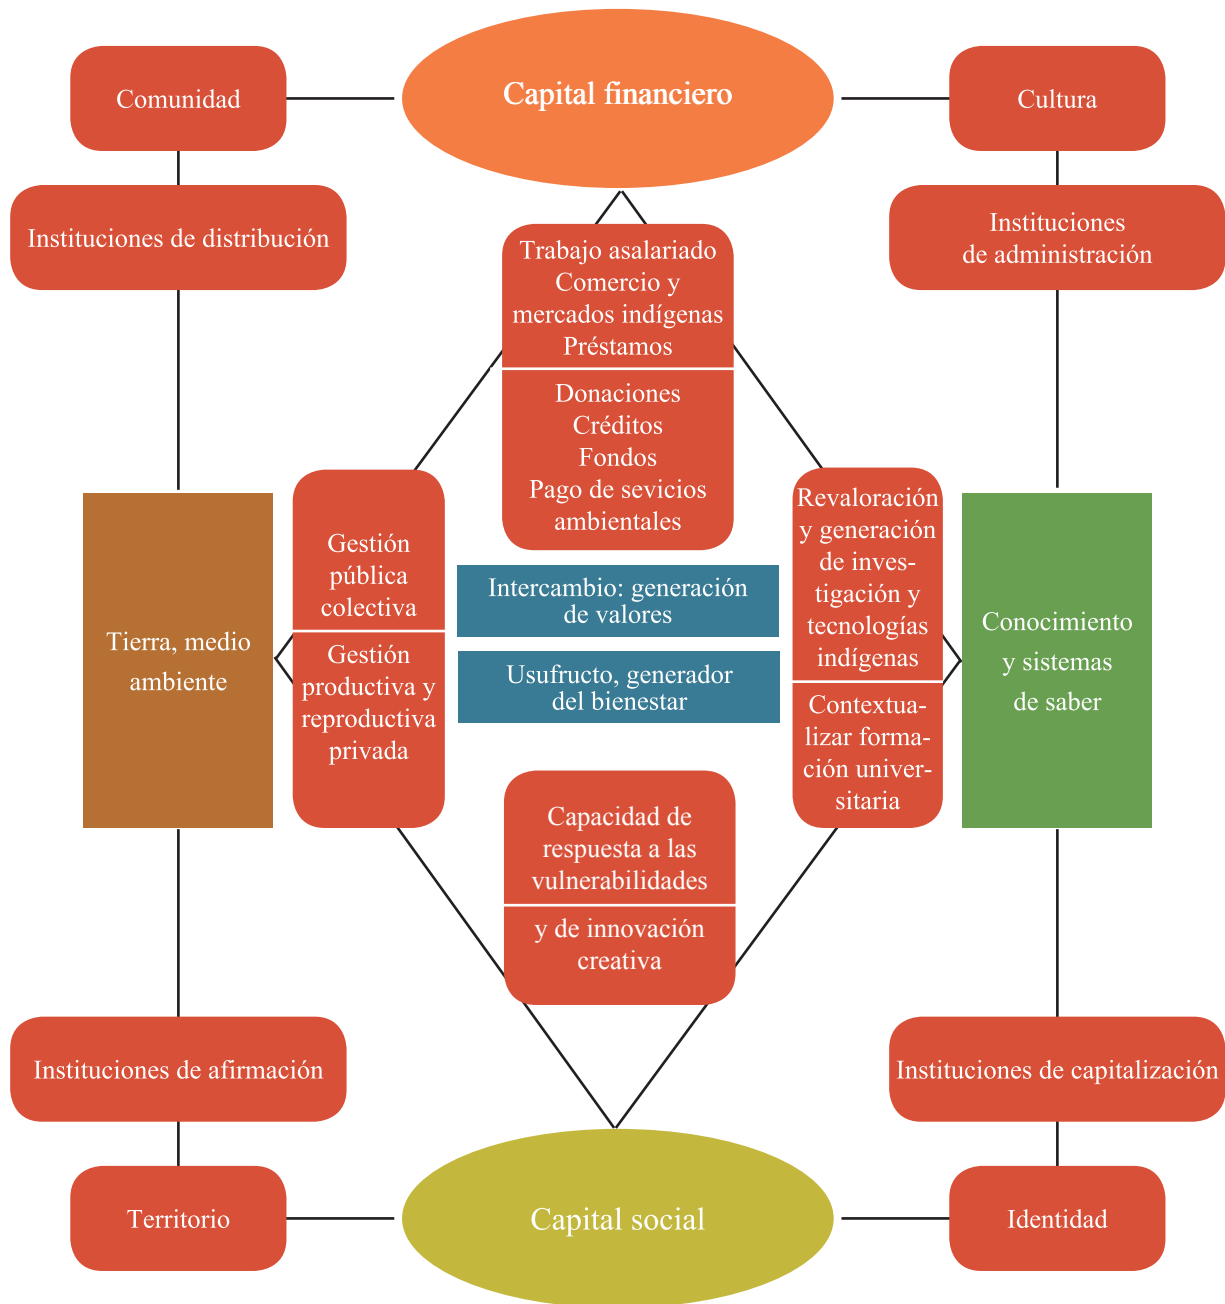 Comunidad
Capital financiero
Cultura
Instituciones de distribución
Instituciones
de administración
Trabajo asalariado
Comercio y
mercados indígenas
Préstamos
Donaciones
Créditos
Fondos
Pago de sevicios
ambientales
Tierra, medio
ambiente
Gestión
pública
colectiva
Gestión
productiva y
reproductiva
privada
Intercambio: generación
de valores
Usufructo, generador
del bienestar
Revaloración
y generación
de inves-
tigación y
tecnologías
indígenas
Contextua-
lizar forma-
ción univer-
sitaria
Conocimiento
y sistemas
de saber
Capacidad de
respuesta a las
vulnerabilidades
y de innovación
creativa
Instituciones de afirmación
Instituciones de capitalización
Territorio
Capital social
Identidad